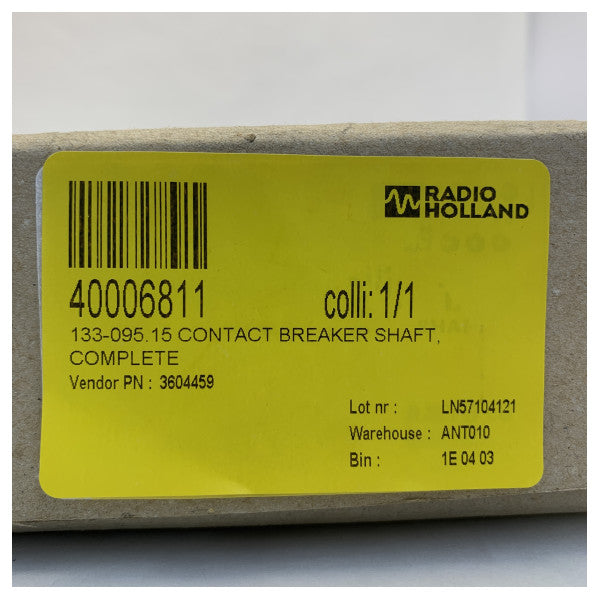 RADIO
HOLLAND
40006811 colli: 1/1
133-095.15 CONTACT BREAKER SHAFT,
COMPLETE
Vendor PN : 3604459
Lot nr : LN57104121
Warehouse : ANT010
Bin : 1E 04 03